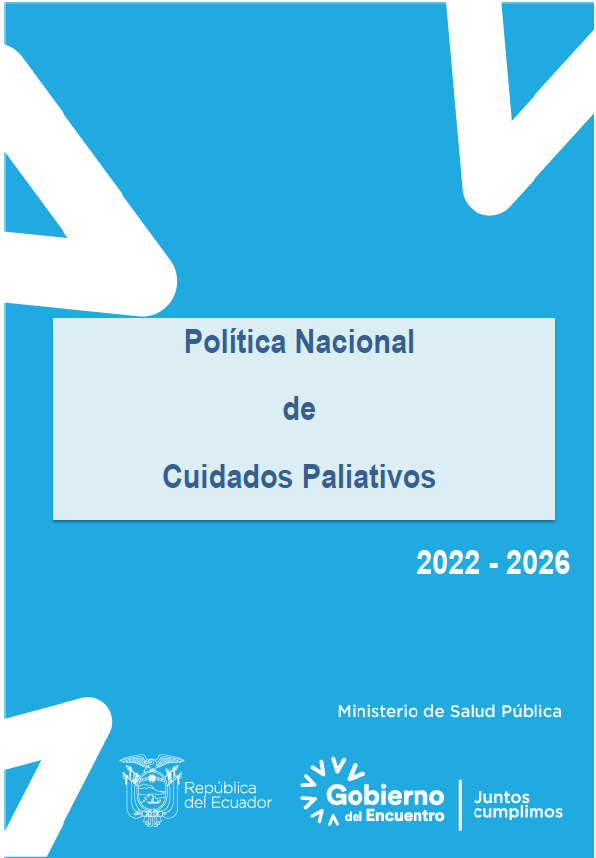 Política Nacional
de
Cuidados Paliativos
2022 - 2026
Ministerio de Salud Pública
República
del Ecuador
Gobierno
del Encuentro
Juntos
cumplimos